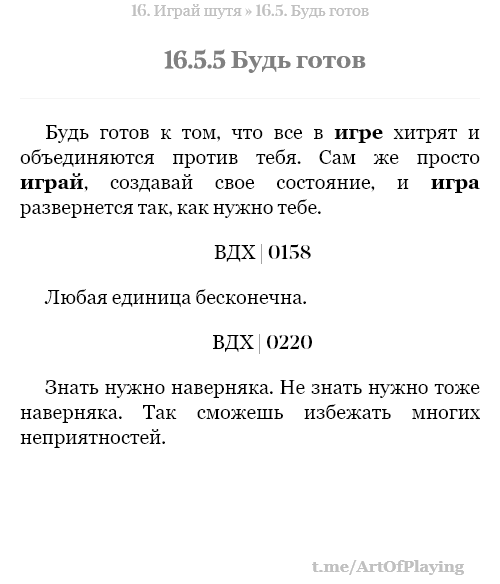 16. Играй шутя » 16.5. Будь готов
16.5.5 Будь готов
Будь готов к том, что все в игре хитрят и
объединяются против тебя. Сам же просто
играй, создавай свое состояние, и игра
развернется так, как нужно тебе.
ВДХ | 0158
Любая единица бесконечна.
ВДХ | 0220
Знать нужно наверняка. Не знать нужно тоже
наверняка. Так сможешь избежать многих
неприятностей.
t.me/ArtOfPlaying